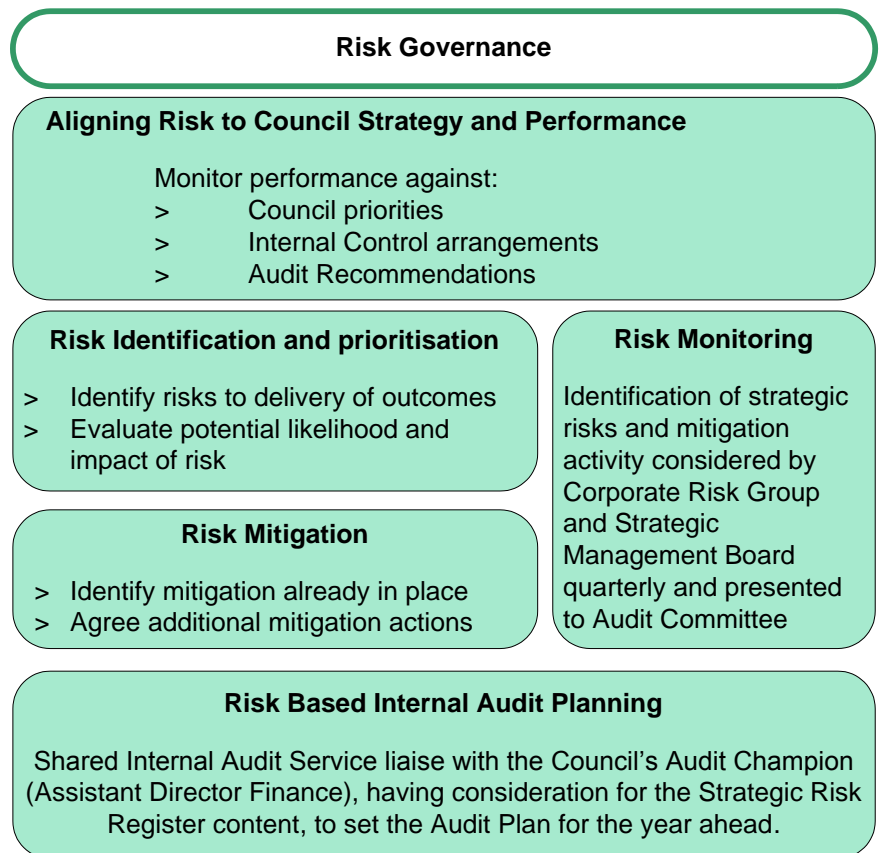 Risk Governance
Aligning Risk to Council Strategy and Performance
Monitor performance against:
> Council priorities
> Internal Control arrangements
> Audit Recommendations
Risk Identification and prioritisation
> Identify risks to delivery of outcomes
> Evaluate potential likelihood and
impact of risk
Risk Mitigation
> Identify mitigation already in place
> Agree additional mitigation actions
Risk Monitoring
Identification of strategic
risks and mitigation
activity considered by
Corporate Risk Group
and Strategic
Management Board
quarterly and presented
to Audit Committee
Risk Based Internal Audit Planning
Shared Internal Audit Service liaise with the Council’s Audit Champion
(Assistant Director Finance), having consideration for the Strategic Risk
Register content, to set the Audit Plan for the year ahead.